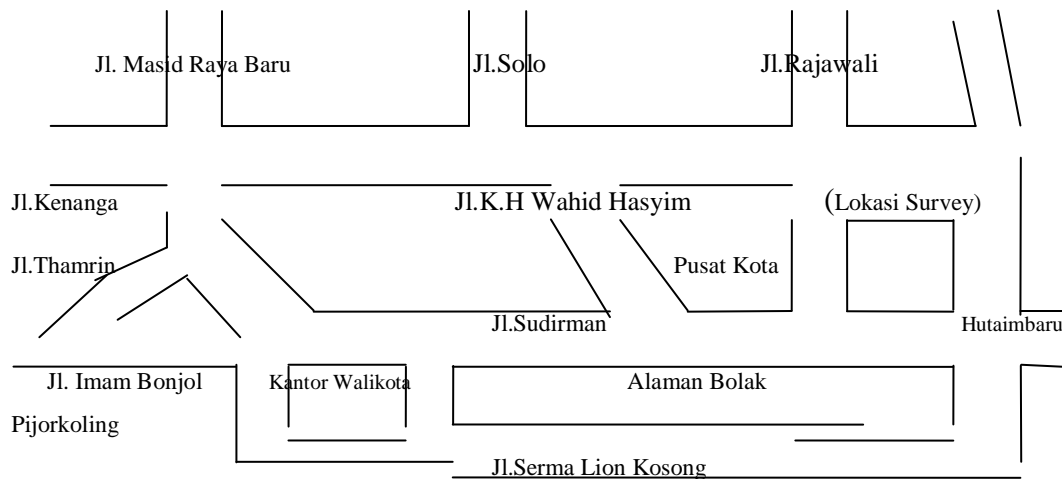 Jl. Masid Raya Baru Jl.Solo Jl.Rajawali
Jl.Kenanga Jl.K.H Wahid Hasyim (Lokasi Survey)
Jl.Thamrin Pusat Kota
Jl.Sudirman Hutaimbaru
Jl. Imam Bonjol Kantor Walikota Alaman Bolak
Pijorkoling
Jl.Serma Lion Kosong